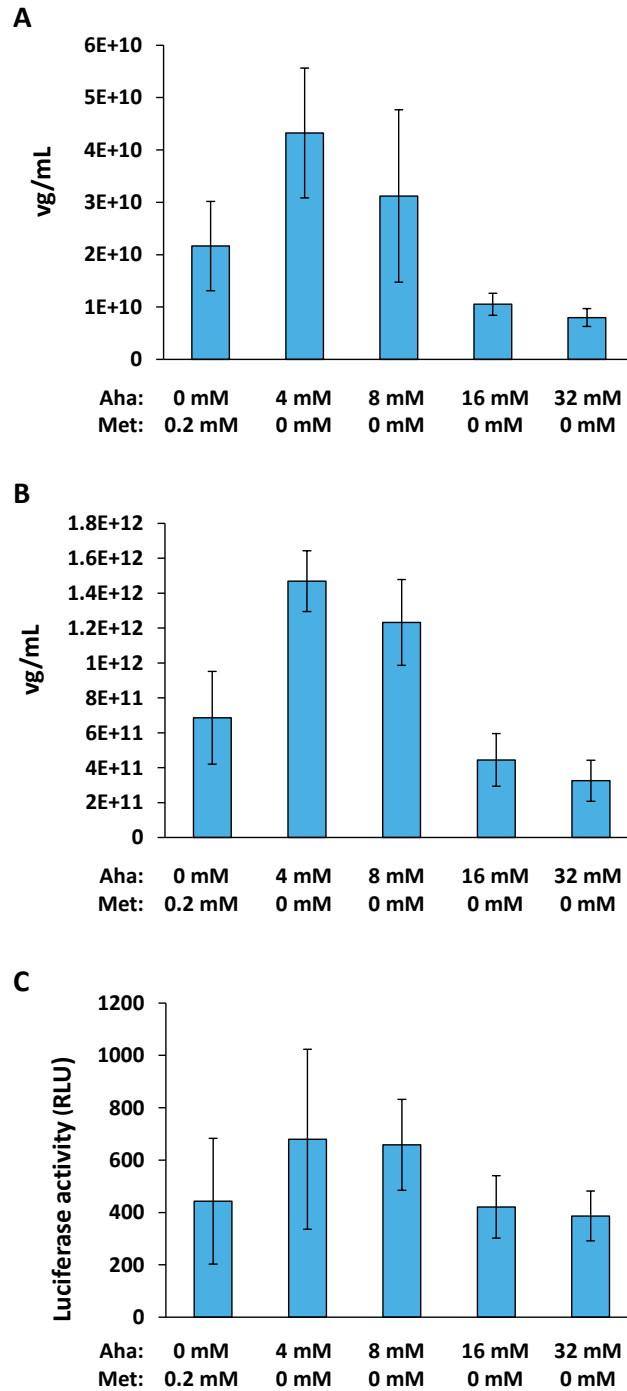 A
vg/mL
6E+10
5E+10
4E+10
3E+10
2E+10
1E+10
0
Aha: 0 mM 4 mM 8 mM 16 mM 32 mM
Met: 0.2 mM 0 mM 0 mM 0 mM 0 mM
B
vg/mL
1.8E+12
1.6E+12
1.4E+12
1.2E+12
1E+12
8E+11
6E+11
4E+11
2E+11
0
Aha: 0 mM 4 mM 8 mM 16 mM 32 mM
Met: 0.2 mM 0 mM 0 mM 0 mM 0 mM
C
Luciferase activity (RLU)
1200
1000
800
600
400
200
0
Aha: 0 mM 4 mM 8 mM 16 mM 32 mM
Met: 0.2 mM 0 mM 0 mM 0 mM 0 mM